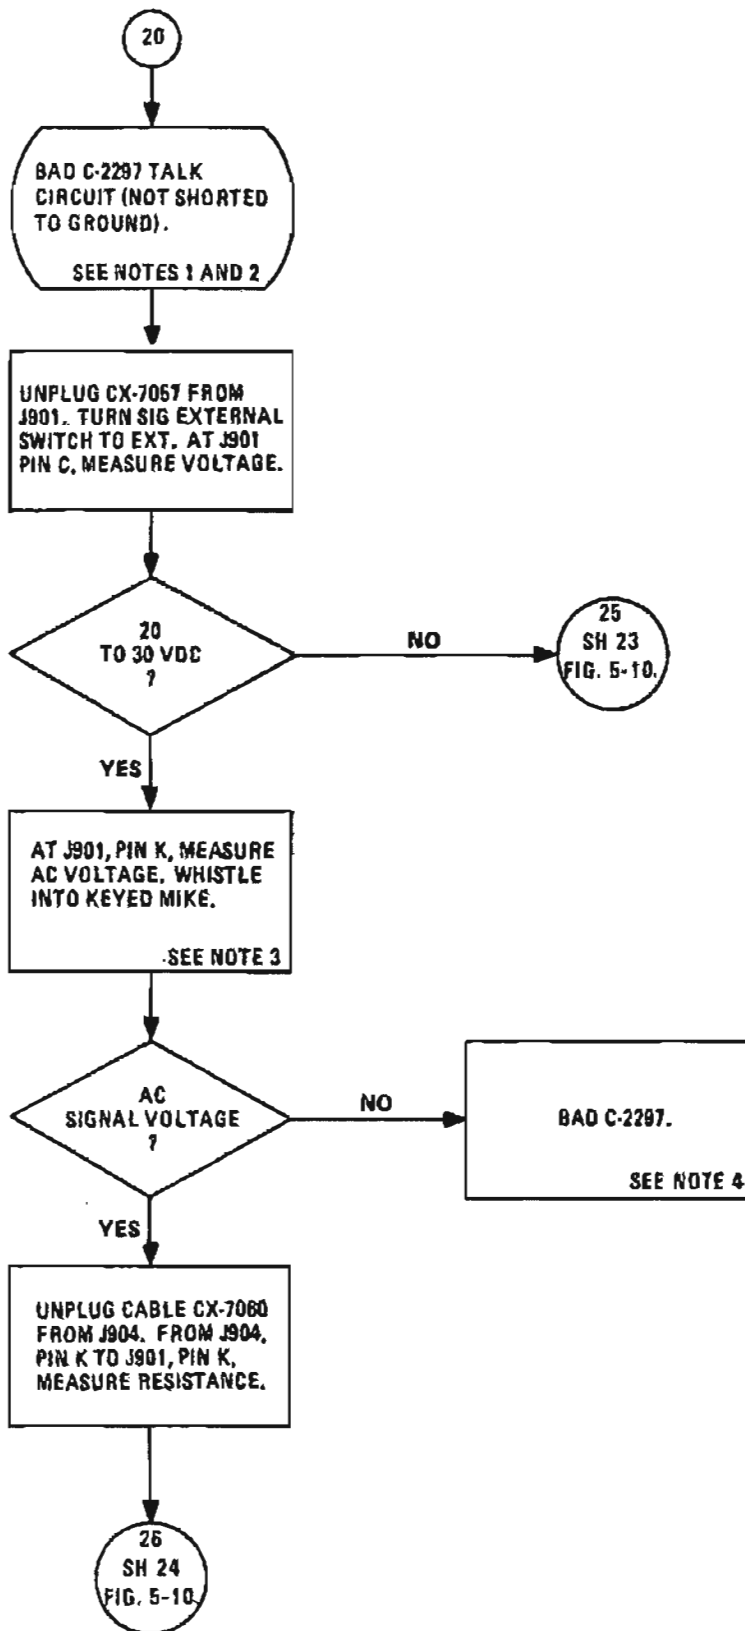 20
BAD C-2297 TALK
CIRCUIT (NOT SHORTED
TO GROUND).
SEE NOTES 1 AND 2
UNPLUG CX-7057 FROM
J901. TURN SIG EXTERNAL
SWITCH TO EXT. AT J901
PIN C, MEASURE VOLTAGE.
20
TO 30 VDC
?
NO
25
SH 23
FIG. 5-10.
YES
AT J901, PIN K, MEASURE
AC VOLTAGE. WHISTLE
INTO KEYED MIKE.
SEE NOTE 3
AC
SIGNAL VOLTAGE
?
NO
BAD C-2297.
SEE NOTE 4
YES
UNPLUG CABLE CX-7060
FROM J904. FROM J904,
PIN K TO J901, PIN K,
MEASURE RESISTANCE.
26
SH 24
FIG. 5-10